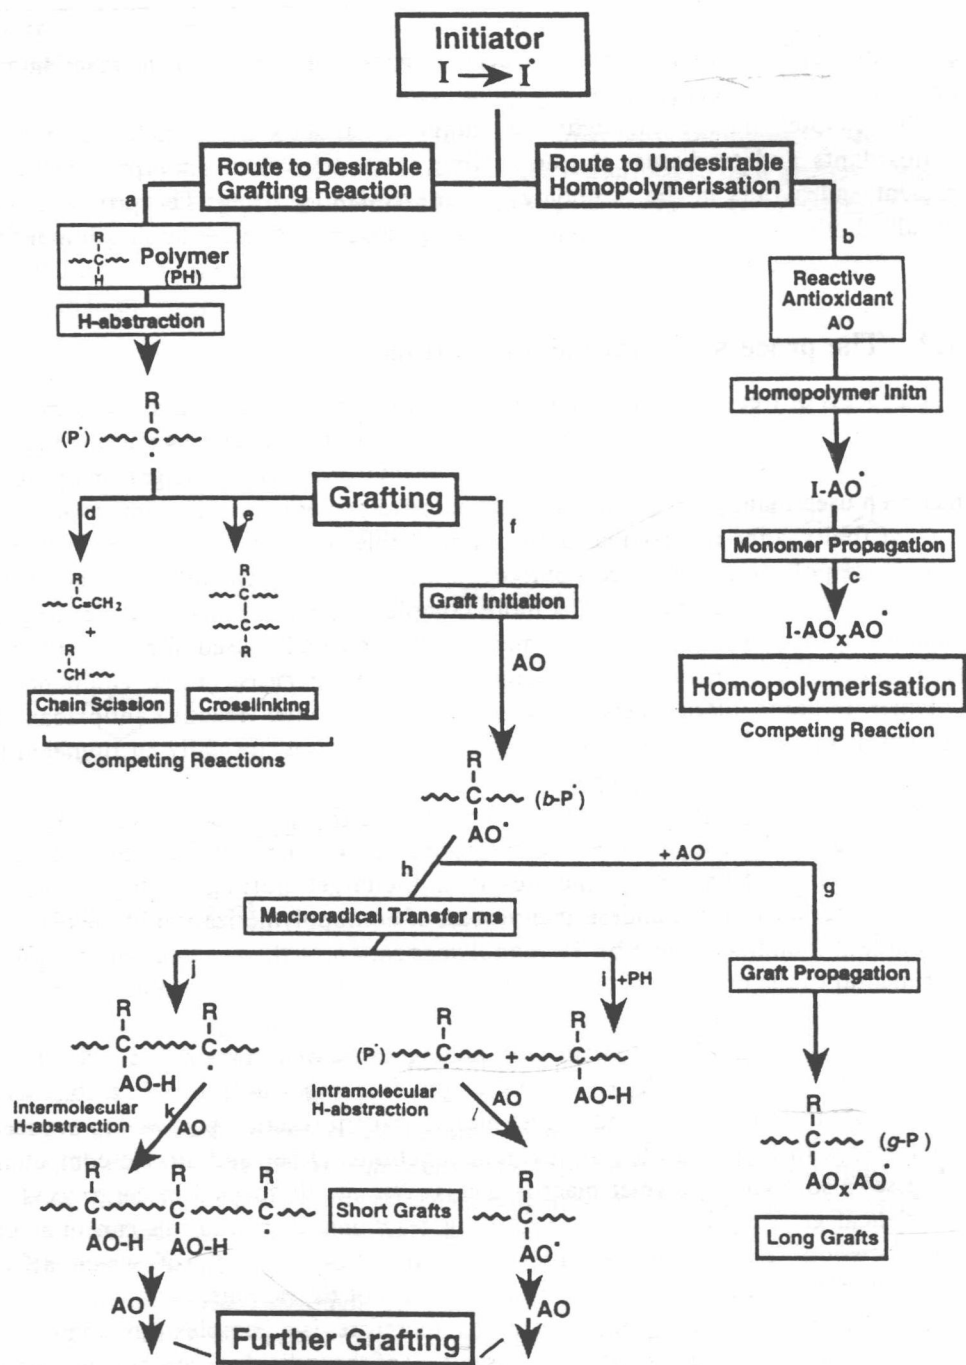 Initiator
I → I•
Route to Desirable
Grafting Reaction
Route to Undesirable
Homopolymerisation
a
b
R
C
H
Polymer
(PH)
H-abstraction
Reactive
Antioxidant
AO
Homopolymer Initn
R
(P•) C
•
I-AO•
Grafting
d
e
f
Monomer Propagation
c
R
C=CH2
+
R
•CH
R
C
C
R
Graft Initiation
AO
I-AOxAO•
Chain Scission
Crosslinking
Homopolymerisation
Competing Reaction
Competing Reactions
R
C (b-P•)
AO•
+ AO
h
g
Macroradical Transfer rns
j
i +PH
Graft Propagation
R R
C C
AO-H •
R R
(P•) C + C
• AO-H
Intermolecular
H-abstraction
k
AO
Intramolecular
H-abstraction
AO
l
R
C (g-P)
AOxAO•
Long Grafts
R R R
C C C
AO-H AO-H •
Short Grafts
R
C
AO•
AO
AO
Further Grafting